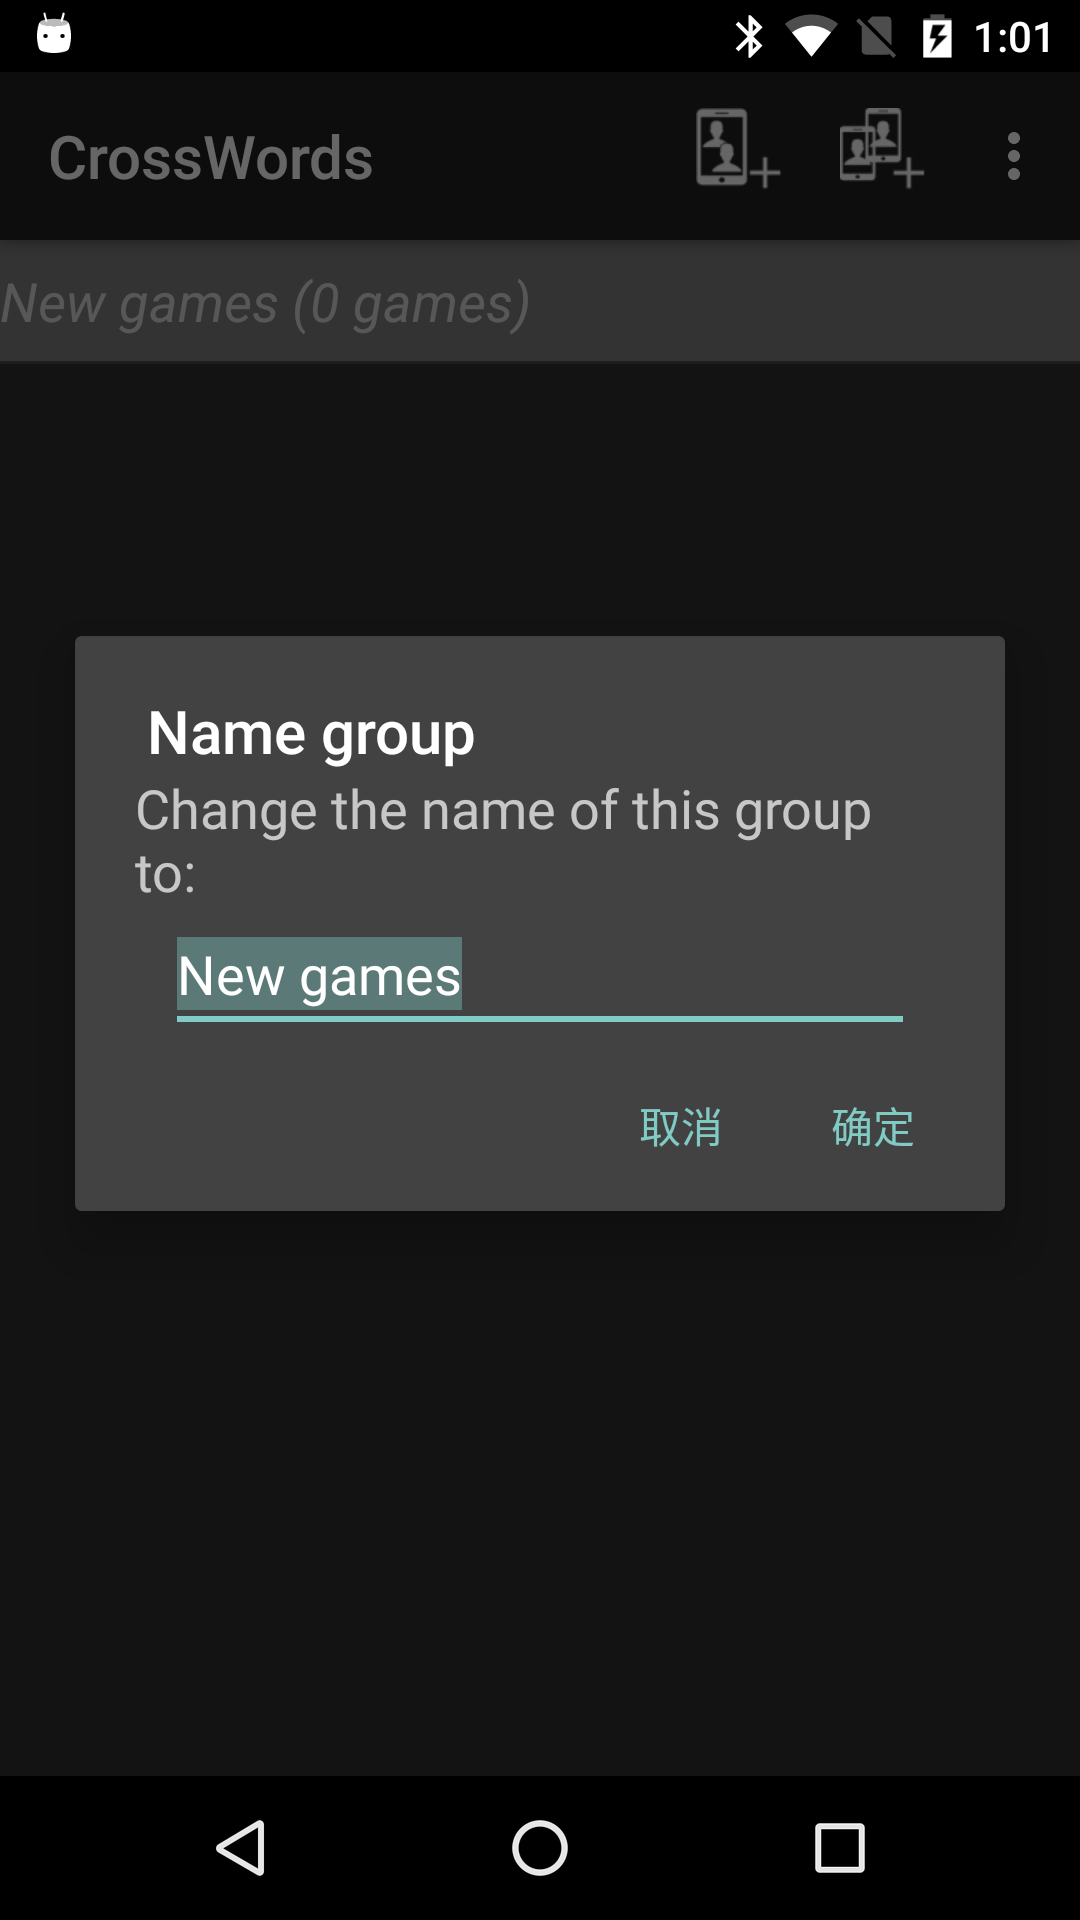 1:01
CrossWords
New games (0 games)
Name group
Change the name of this group
to:
New games
取消 确定